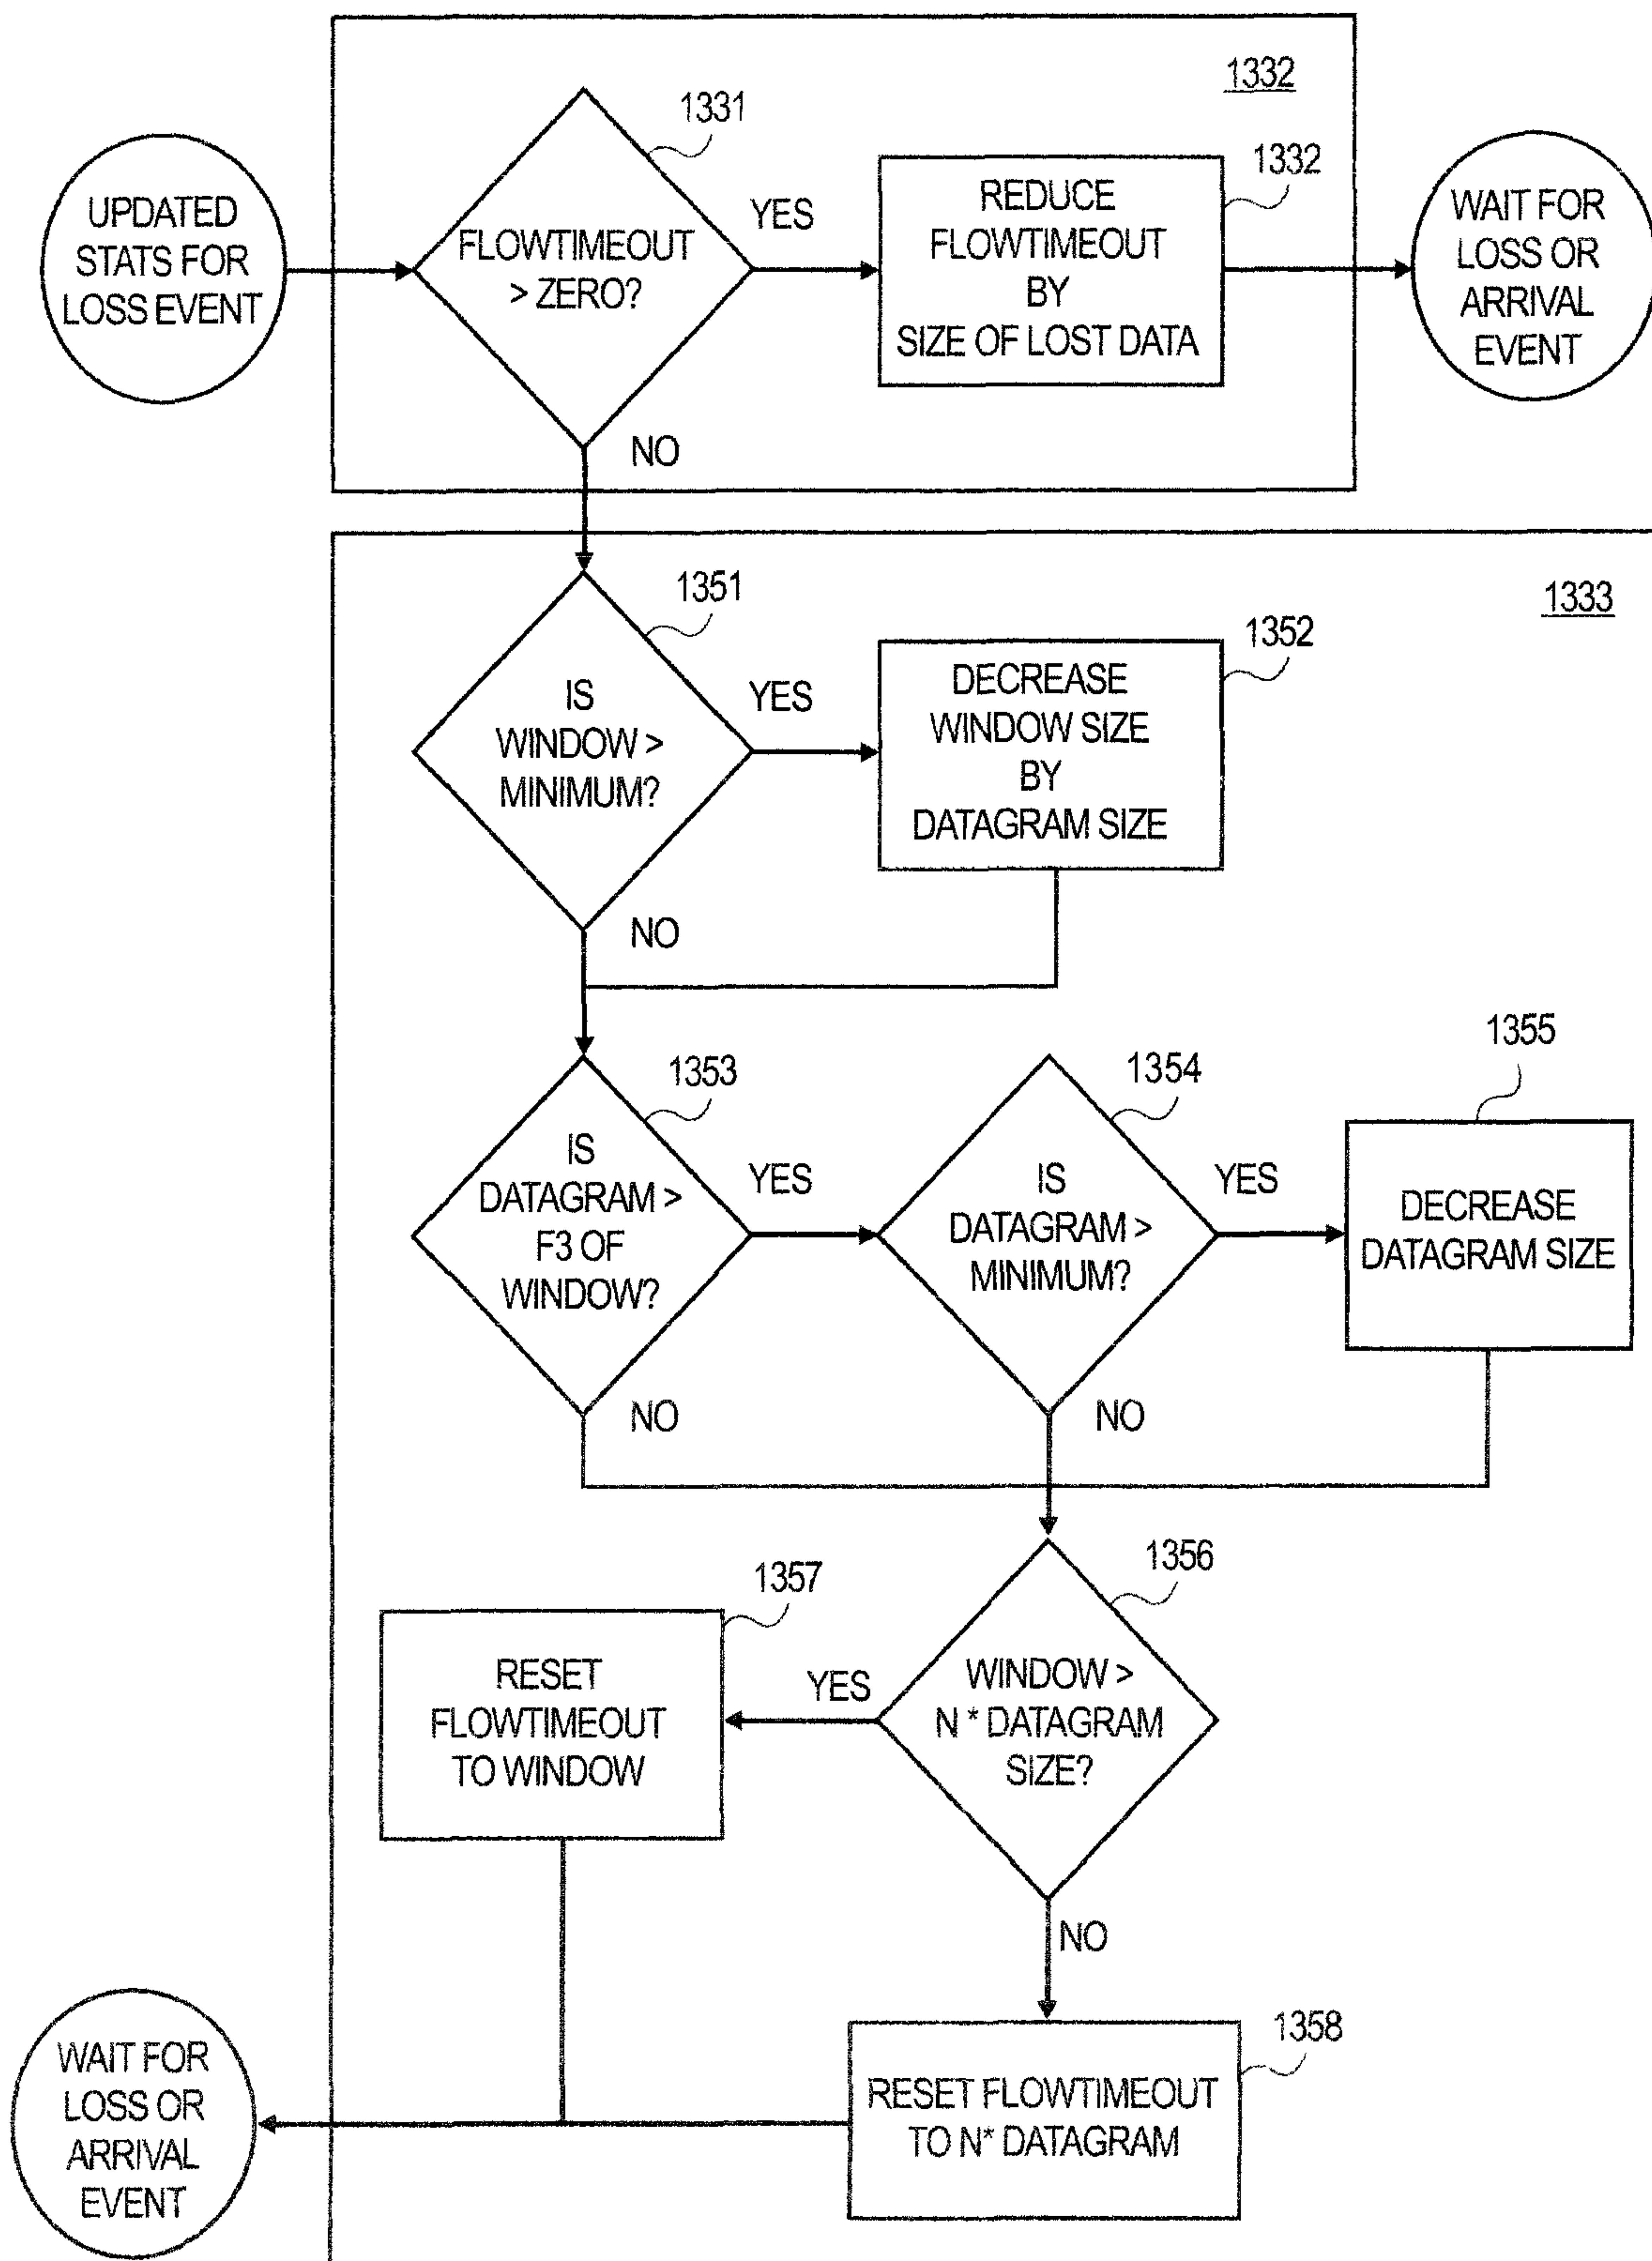 1332
1331
UPDATED
STATS FOR
LOSS EVENT
FLOWTIMEOUT
> ZERO?
YES
NO
1332
REDUCE
FLOWTIMEOUT
BY
SIZE OF LOST DATA
WAIT FOR
LOSS OR
ARRIVAL
EVENT
1333
1351
IS
WINDOW >
MINIMUM?
YES
NO
1352
DECREASE
WINDOW SIZE
BY
DATAGRAM SIZE
1353
IS
DATAGRAM >
F3 OF
WINDOW?
YES
NO
1354
IS
DATAGRAM >
MINIMUM?
YES
NO
1355
DECREASE
DATAGRAM SIZE
1356
WINDOW >
N * DATAGRAM
SIZE?
YES
NO
1357
RESET
FLOWTIMEOUT
TO WINDOW
1358
RESET FLOWTIMEOUT
TO N* DATAGRAM
WAIT FOR
LOSS OR
ARRIVAL
EVENT